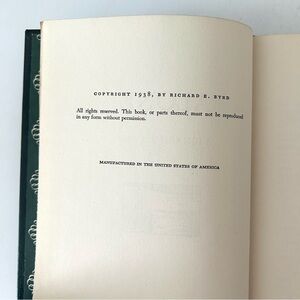 COPYRIGHT 1938, BY RICHARD E. BYRD
All rights reserved. This book, or parts thereof, must not be reproduced
in any form without permission.
MANUFACTURED IN THE UNITED STATES OF AMERICA